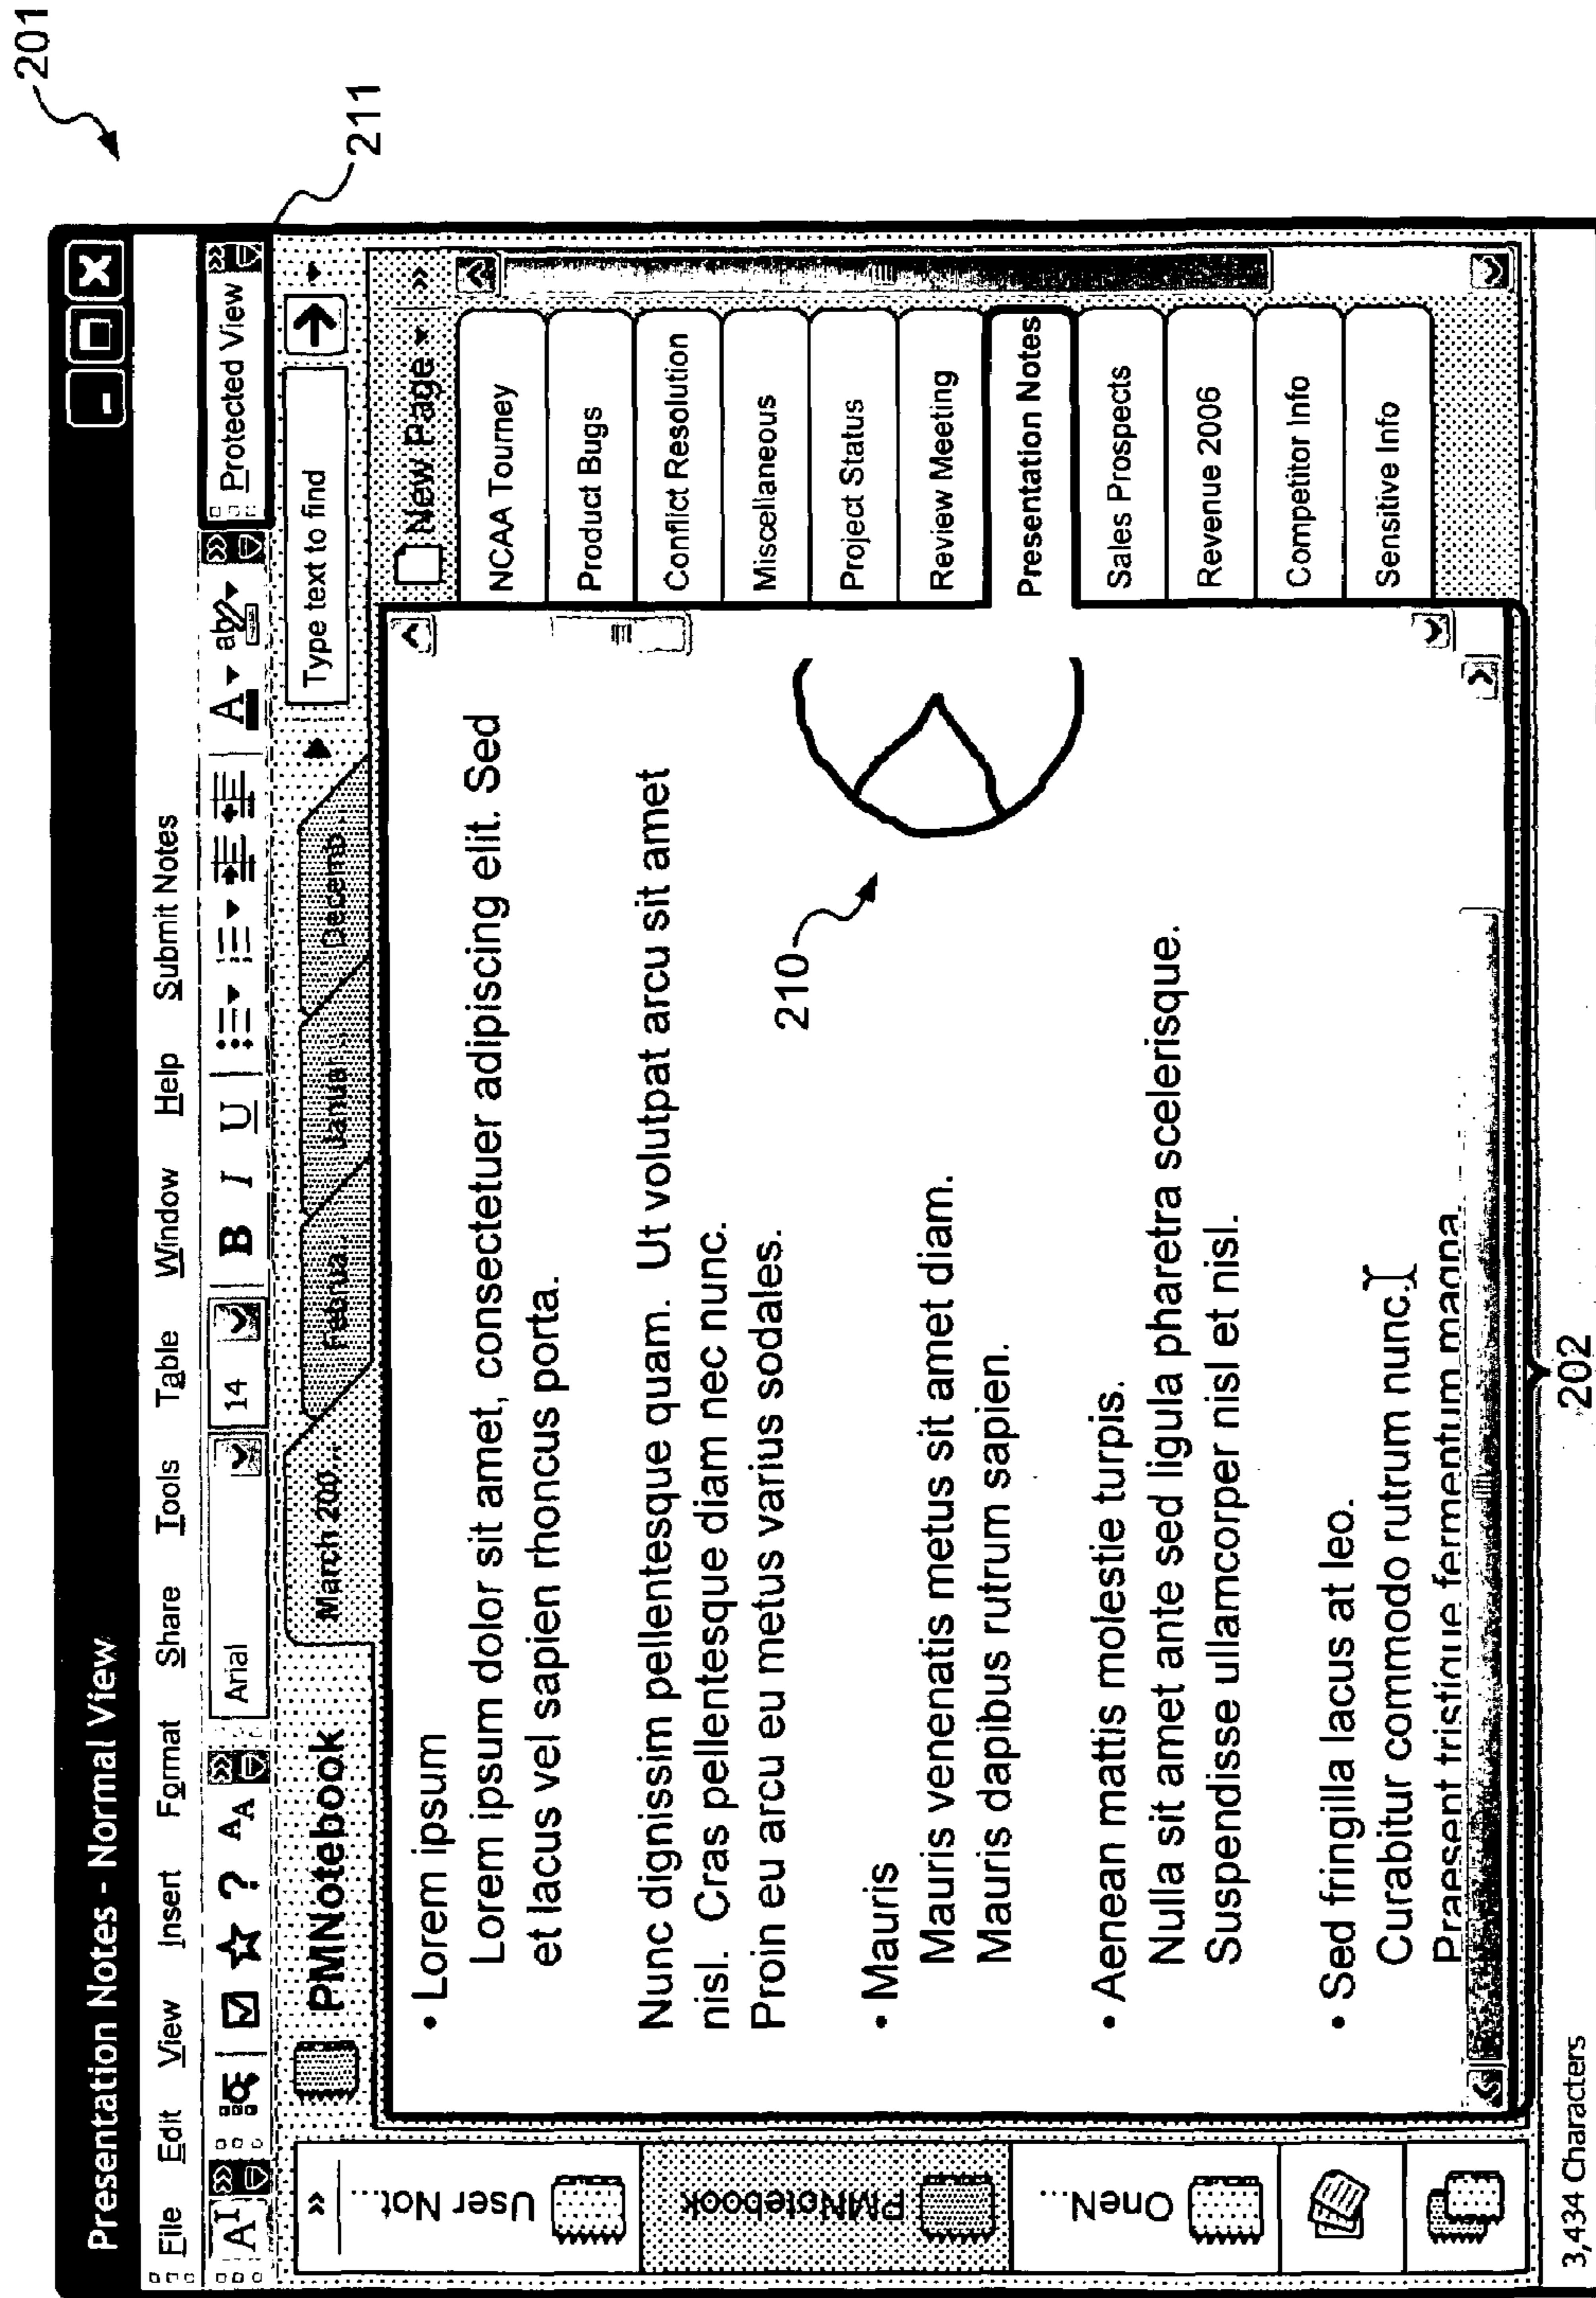 201
Presentation Notes - Normal View
File Edit View Insert Format Share Tools Table Window Help Submit Notes
Arial 14 B I U A ab Protected View
211
PMNotebook March 200... Februa... Januar... Decemb... Type text to find
New Page
User Not...
PMNotebook
OneN...
• Lorem ipsum
Lorem ipsum dolor sit amet, consectetuer adipiscing elit. Sed
et lacus vel sapien rhoncus porta.
Nunc dignissim pellentesque quam. Ut volutpat arcu sit amet
nisl. Cras pellentesque diam nec nunc.
Proin eu arcu eu metus varius sodales.
210
• Mauris
Mauris venenatis metus sit amet diam.
Mauris dapibus rutrum sapien.
• Aenean mattis molestie turpis.
Nulla sit amet ante sed ligula pharetra scelerisque.
Suspendisse ullamcorper nisl et nisl.
• Sed fringilla lacus at leo.
Curabitur commodo rutrum nunc.
Praesent tristique fermentum magna.
NCAA Tourney
Product Bugs
Conflict Resolution
Miscellaneous
Project Status
Review Meeting
Presentation Notes
Sales Prospects
Revenue 2006
Competitor Info
Sensitive Info
3,434 Characters
202